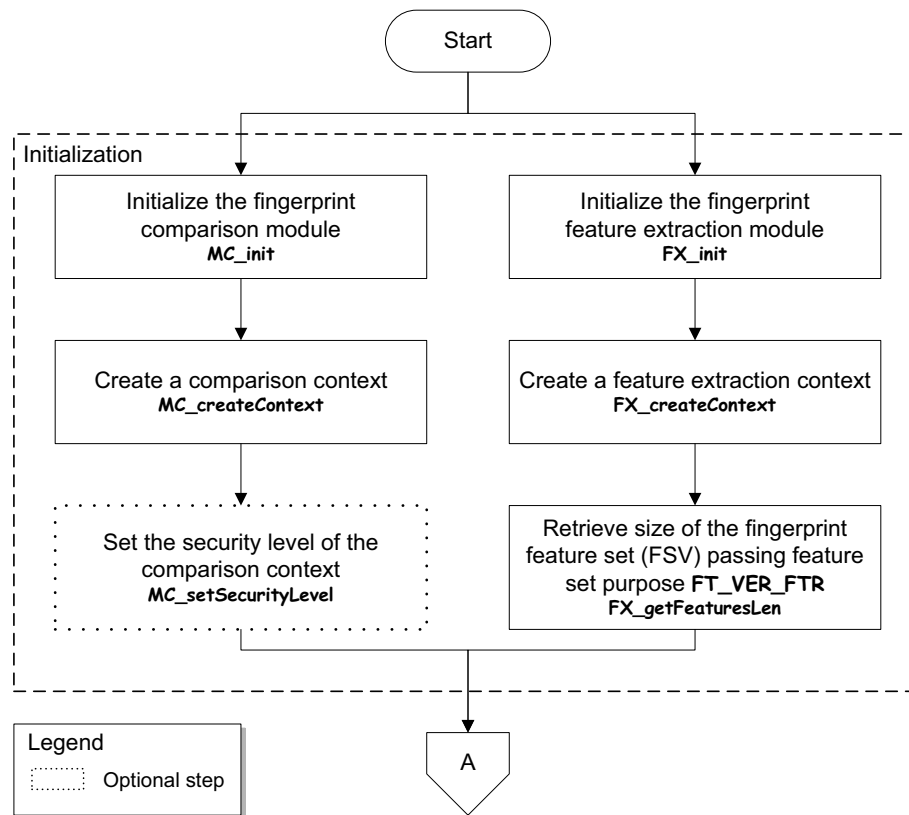 Start
Initialization
Initialize the fingerprint
comparison module
MC_init
Initialize the fingerprint
feature extraction module
FX_init
Create a comparison context
MC_createContext
Create a feature extraction context
FX_createContext
Set the security level of the
comparison context
MC_setSecurityLevel
Retrieve size of the fingerprint
feature set (FSV) passing feature
set purpose FT_VER_FTR
FX_getFeaturesLen
Legend
Optional step
A